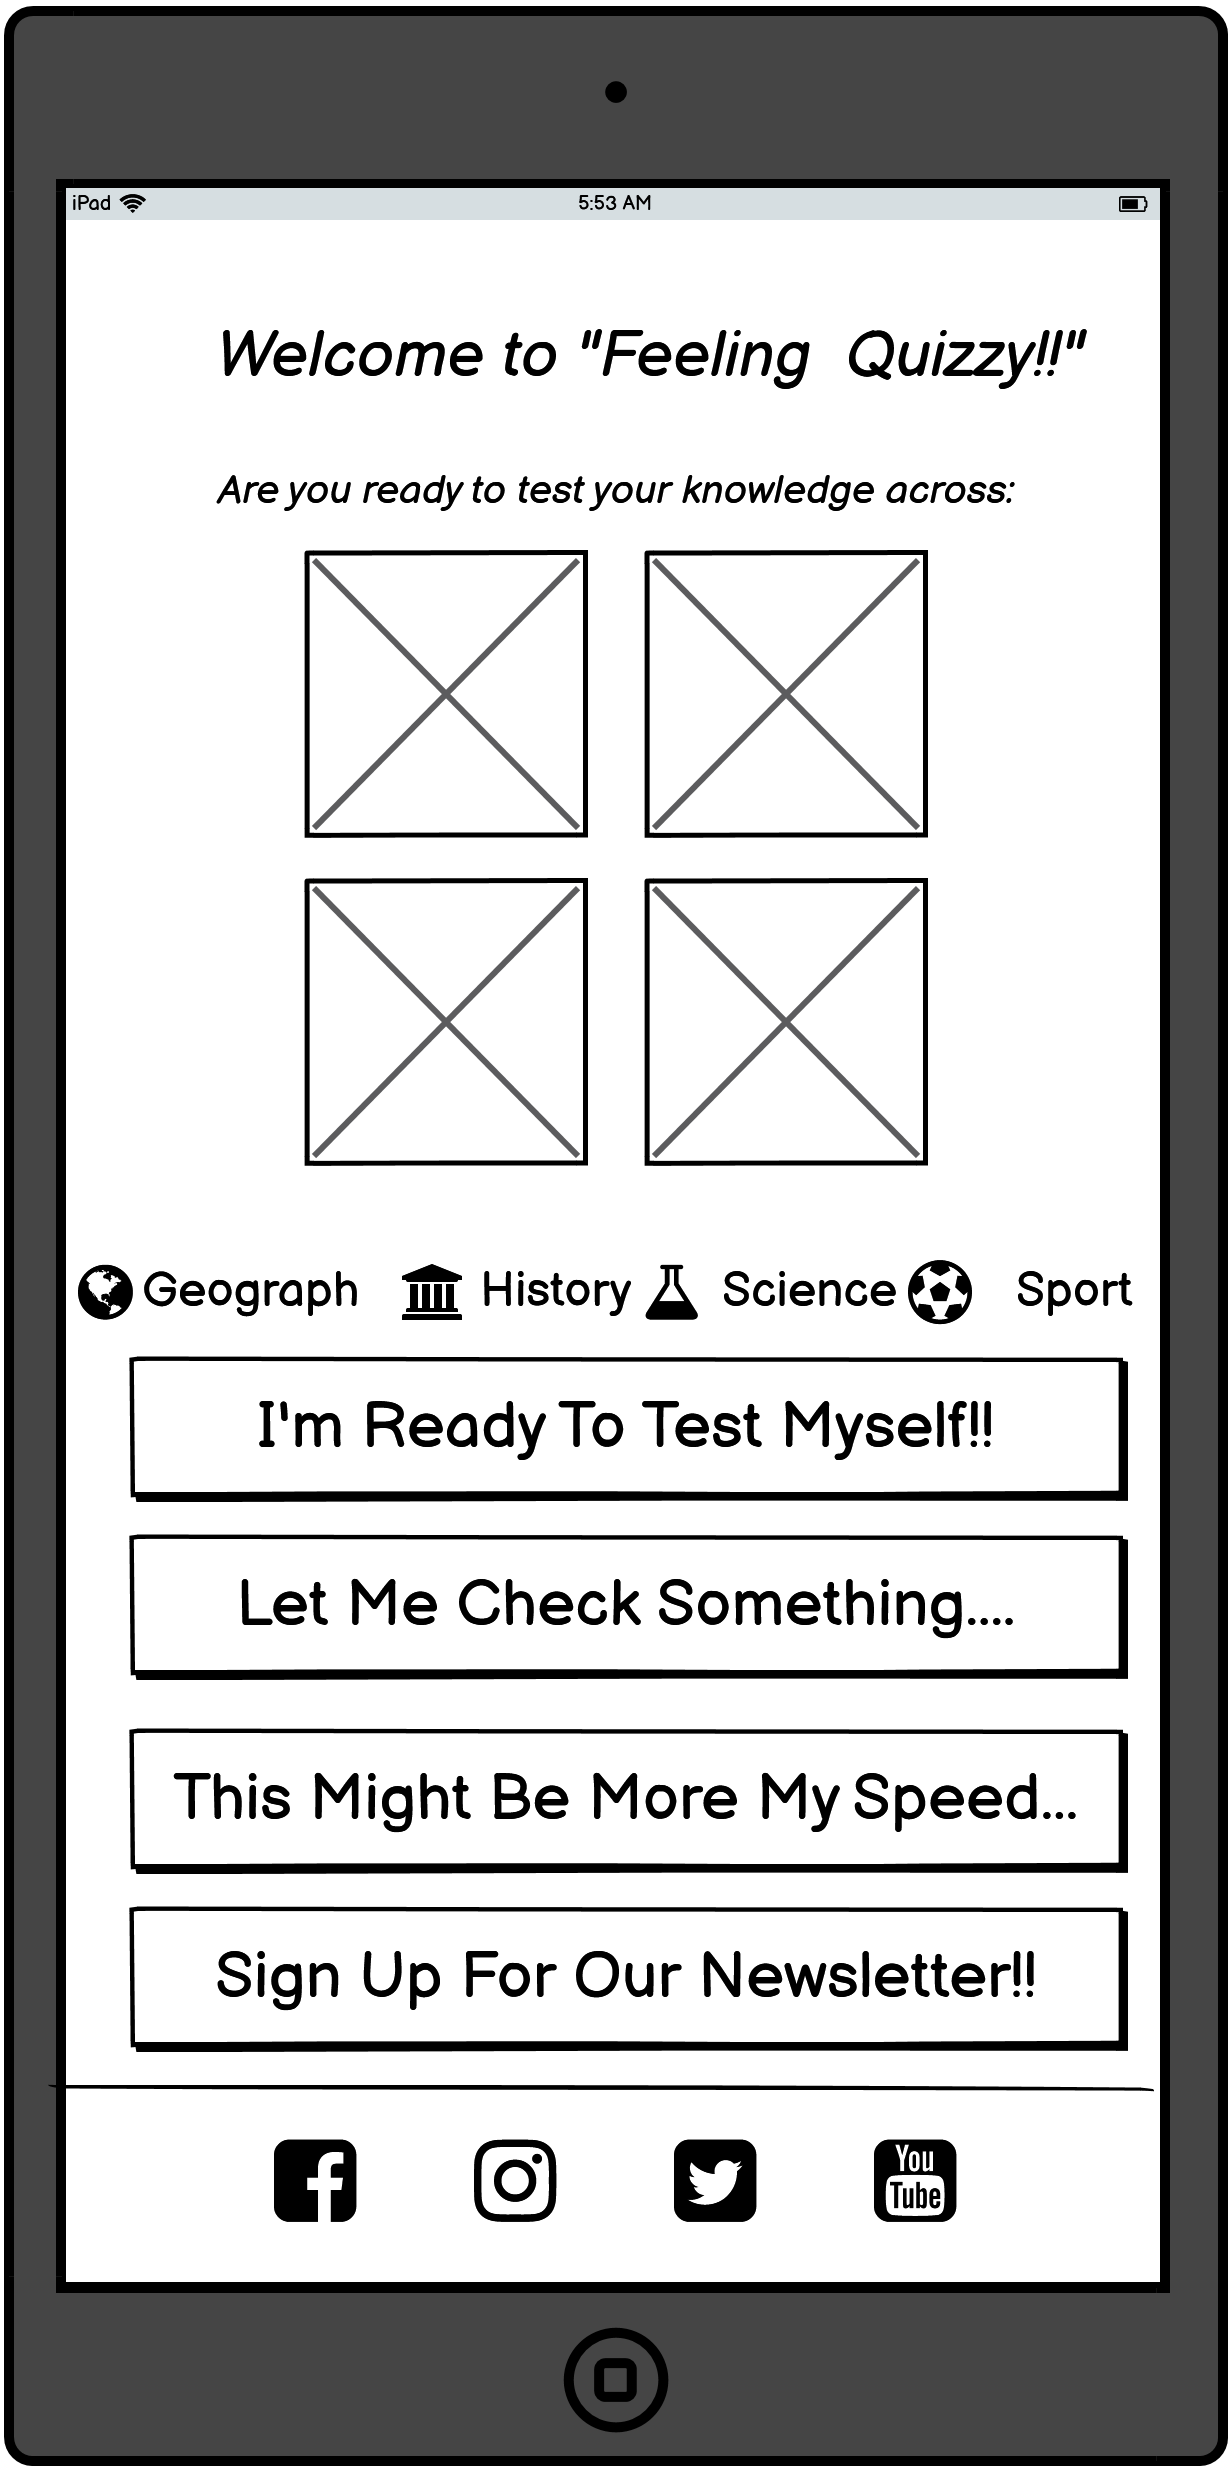 iPad 5:53 AM
Welcome to "Feeling  Quizzy!!"
Are you ready to test your knowledge across:
Geograph History Science Sport
I'm Ready To Test Myself!!
Let Me Check Something....
This Might Be More My Speed...
Sign Up For Our Newsletter!!
You
Tube